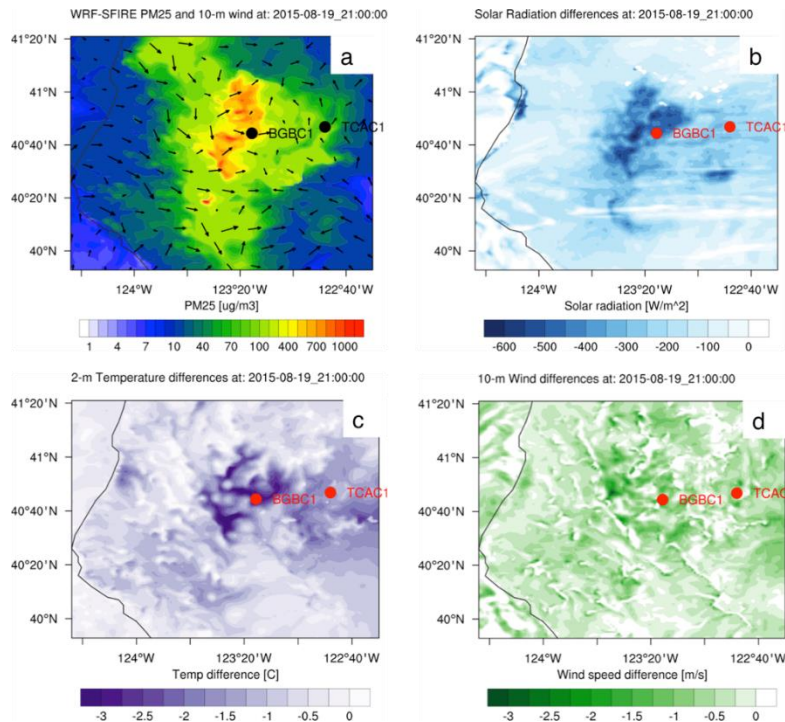 WRF-SFIRE PM25 and 10-m wind at: 2015-08-19_21:00:00
a
41°20'N
41°N
40°40'N
40°20'N
40°N
BGBC1
TCAC1
124°W
123°20'W
122°40'W
PM25 [ug/m3]
1 4 7 10 40 70 100 400 700 1000
Solar Radiation differences at: 2015-08-19_21:00:00
b
41°20'N
41°N
40°40'N
40°20'N
40°N
BGBC1
TCAC1
124°W
123°20'W
122°40'W
Solar radiation [W/m^2]
-600 -500 -400 -300 -200 -100 0
2-m Temperature differences at: 2015-08-19_21:00:00
c
41°20'N
41°N
40°40'N
40°20'N
40°N
BGBC1
TCAC1
124°W
123°20'W
122°40'W
Temp difference [C]
-3 -2.5 -2 -1.5 -1 -0.5 0
10-m Wind differences at: 2015-08-19_21:00:00
d
41°20'N
41°N
40°40'N
40°20'N
40°N
BGBC1
TCAC1
124°W
123°20'W
122°40'W
Wind speed difference [m/s]
-3 -2.5 -2 -1.5 -1 -0.5 0